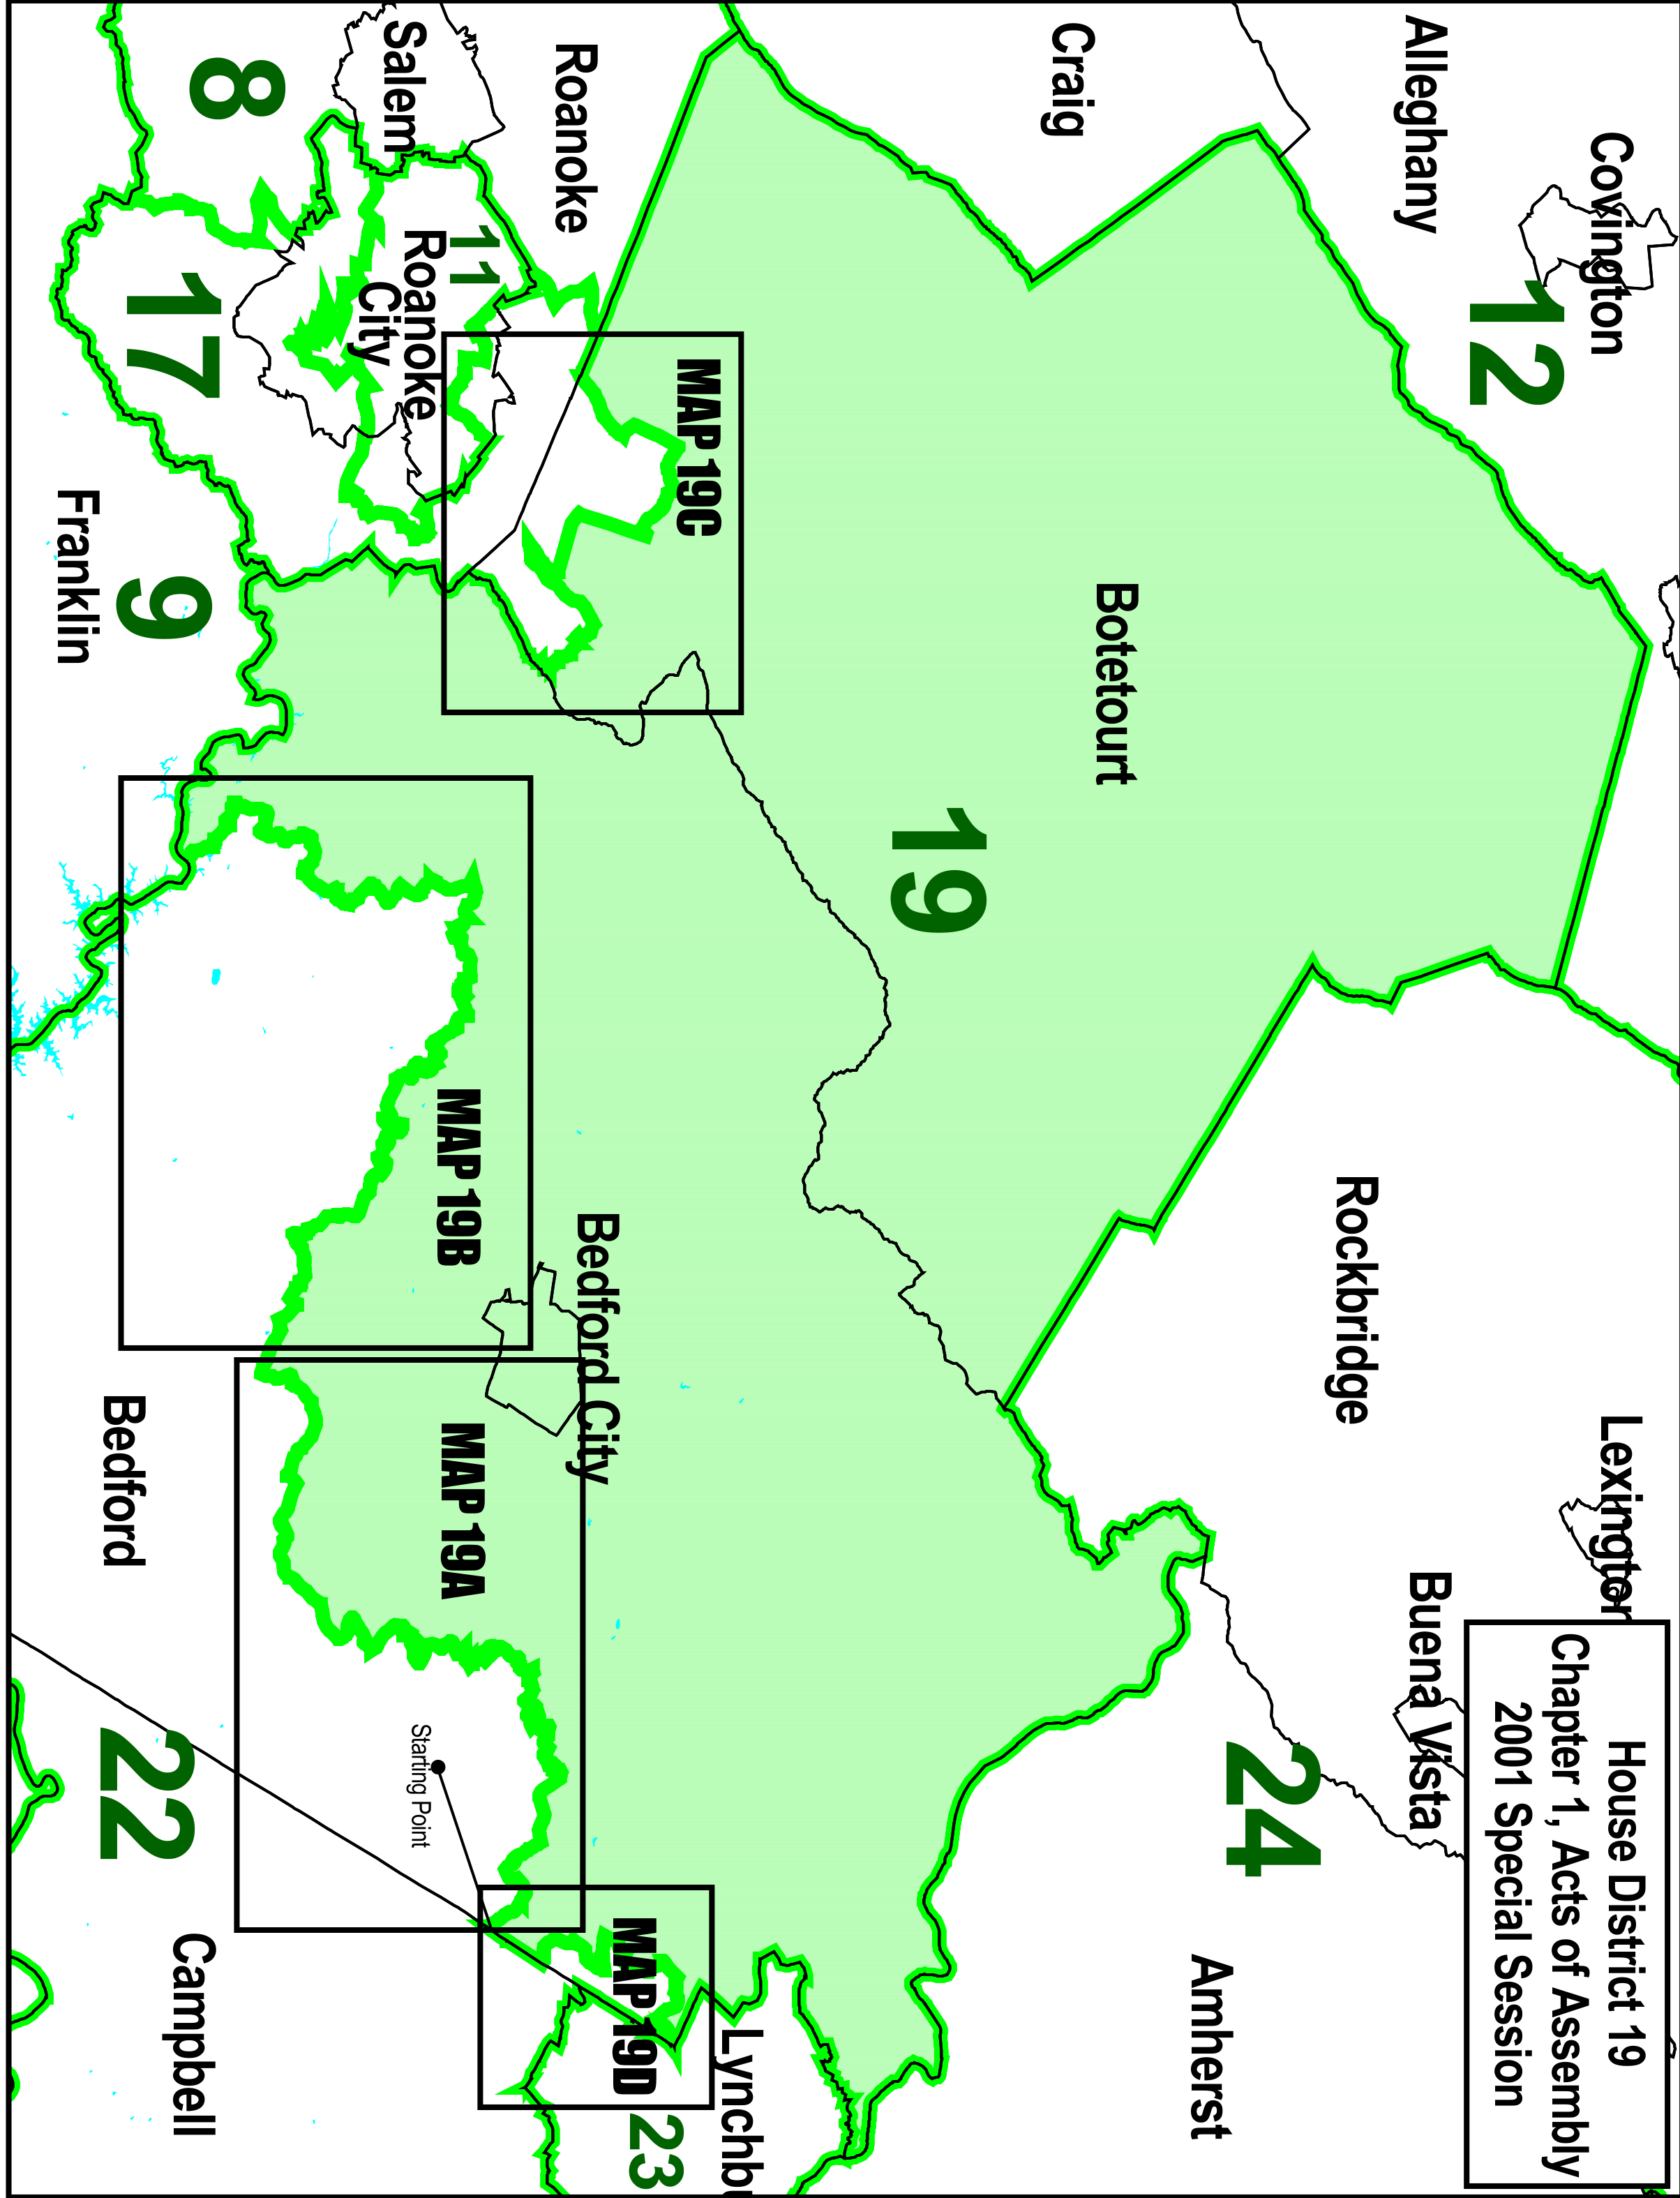 House District 19
Chapter 1, Acts of Assembly
2001 Special Session
Covington
Alleghany
12
Craig
Lexington
Buena Vista
Rockbridge
24
Amherst
Botetourt
19
Roanoke
MAP 19C
Salem
11
Roanoke
City
8
17
Franklin
9
Bedford City
MAP 19B
MAP 19A
MAP 19D
Lynchbu
23
Starting Point
Bedford
22
Campbell